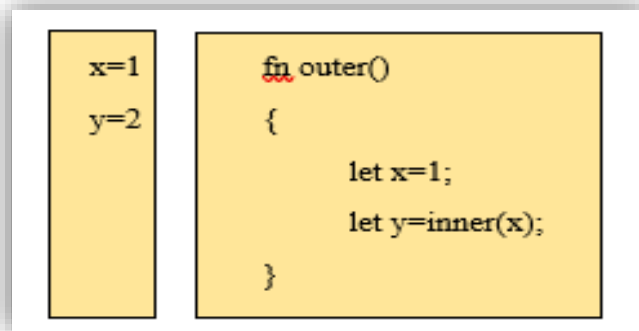 x=1
y=2
fn outer()
{
let x=1;
let y=inner(x);
}